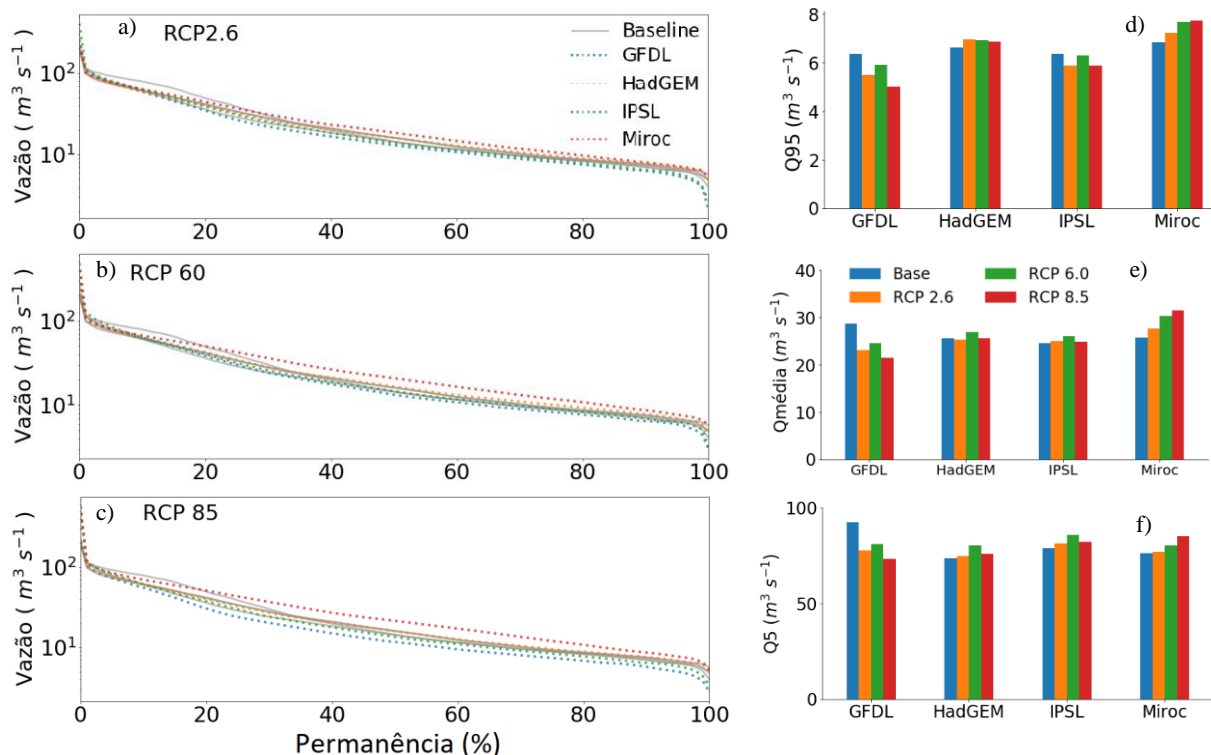 a) RCP2.6
Baseline
GFDL
HadGEM
IPSL
Miroc
Vazão ( m³ s⁻¹ )
10²
10¹
0 20 40 60 80 100
b) RCP 60
Vazão ( m³ s⁻¹ )
10²
10¹
0 20 40 60 80 100
c) RCP 85
Vazão ( m³ s⁻¹ )
10²
10¹
0 20 40 60 80 100
Permanência (%)
d)
Q95 (m³ s⁻¹)
8
6
4
2
0
GFDL HadGEM IPSL Miroc
e)
Base RCP 6.0
RCP 2.6 RCP 8.5
Qmédia (m³ s⁻¹)
40
30
20
10
0
GFDL HadGEM IPSL Miroc
f)
Q5 (m³ s⁻¹)
100
50
0
GFDL HadGEM IPSL Miroc